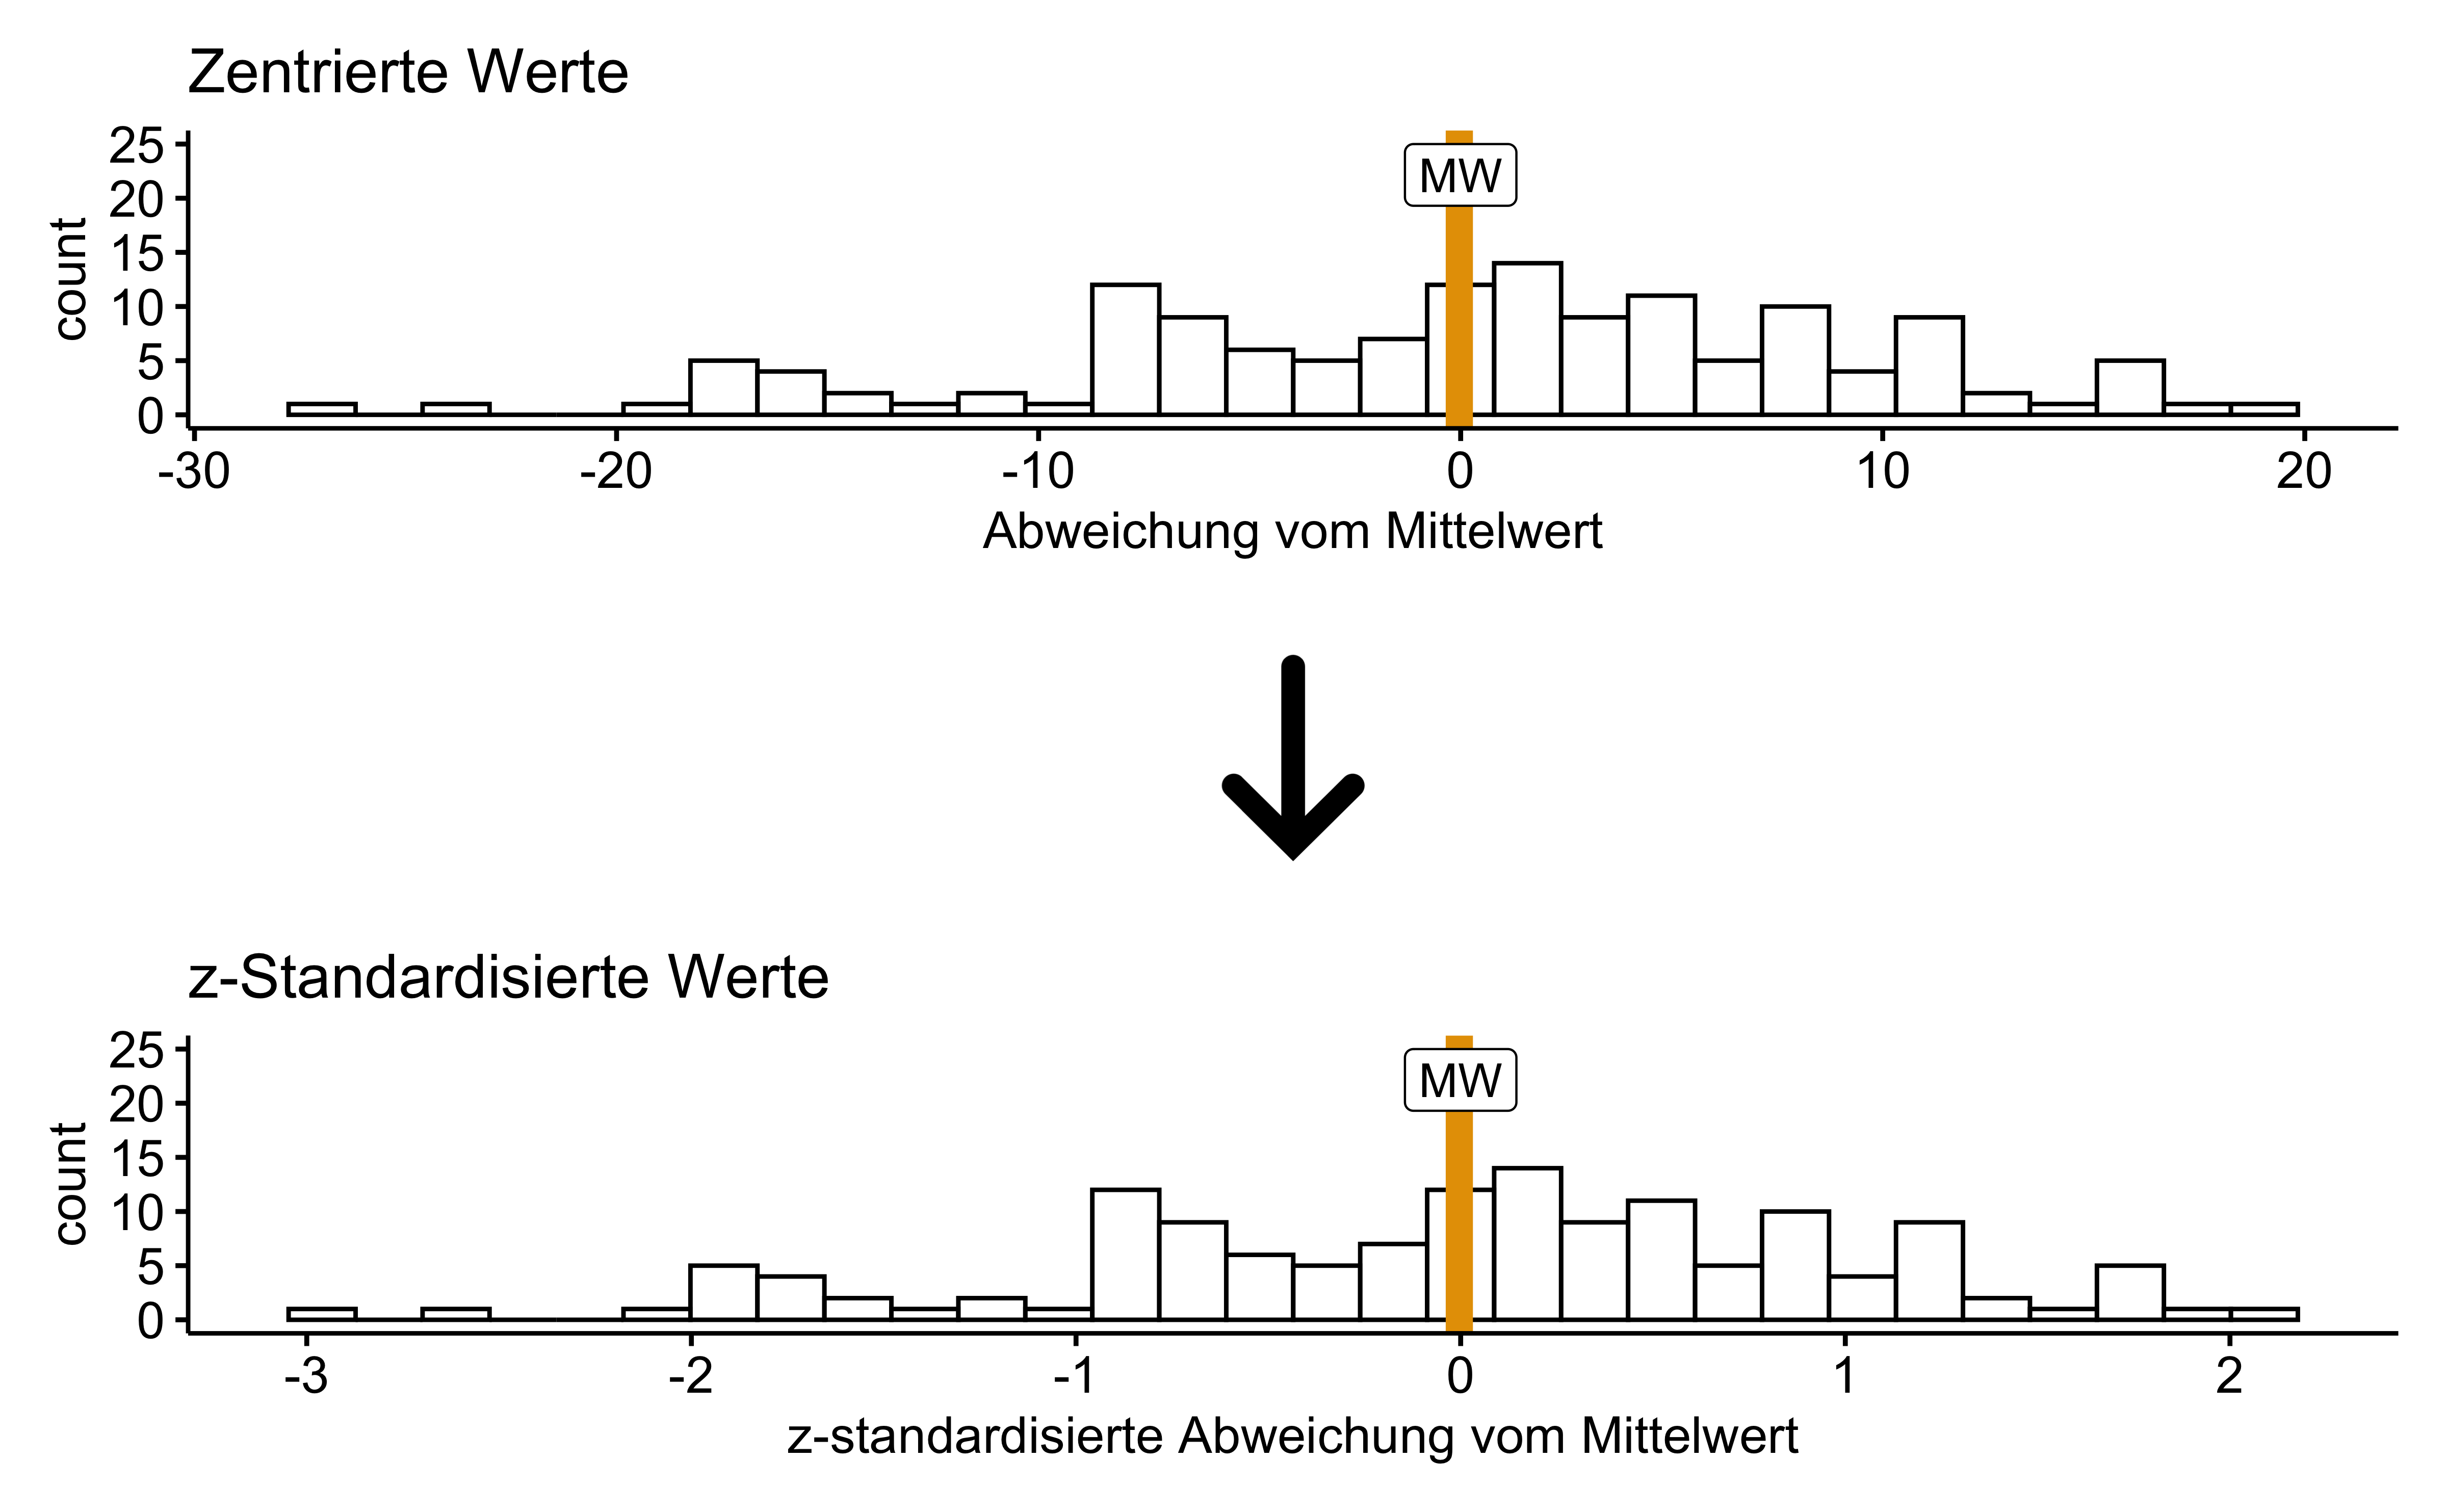 Zentrierte Werte
25
20
15
10
5
0
count
MW
-30 -20 -10 0 10 20
Abweichung vom Mittelwert
z-Standardisierte Werte
25
20
15
10
5
0
count
MW
-3 -2 -1 0 1 2
z-standardisierte Abweichung vom Mittelwert